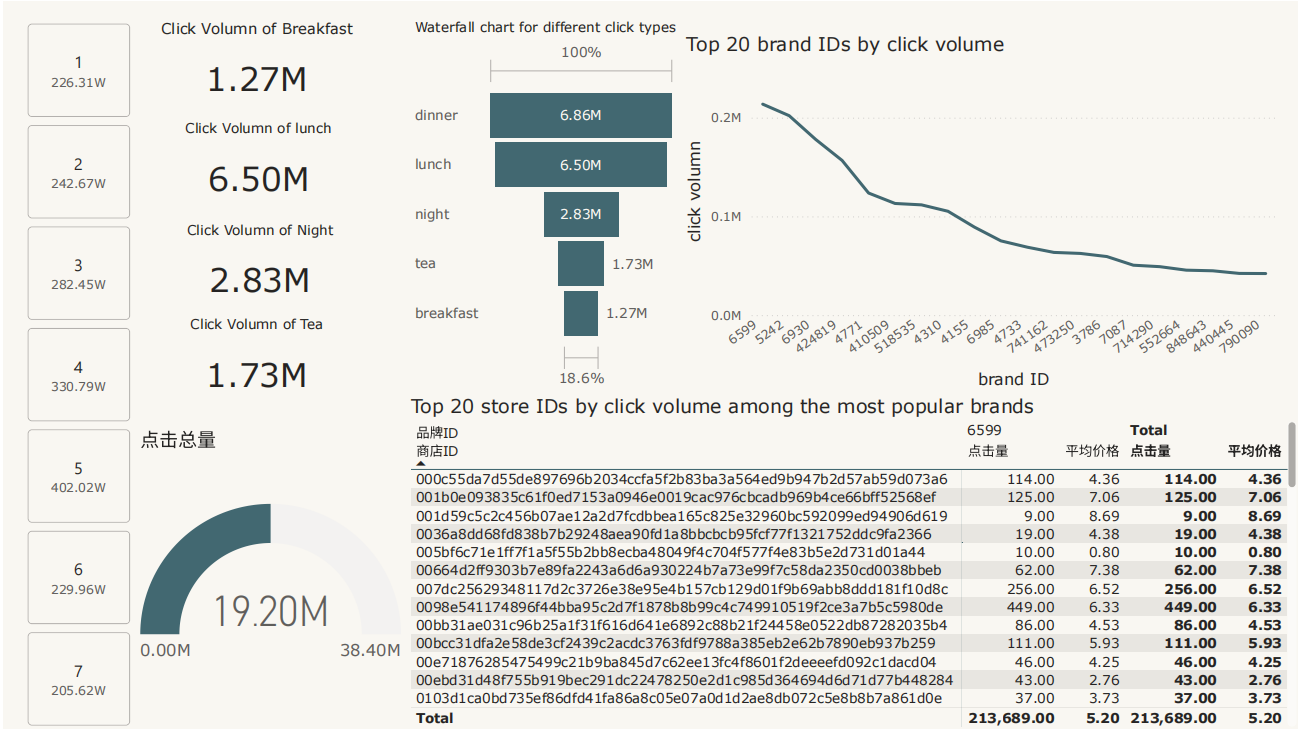 1
226.31W
2
242.67W
3
282.45W
4
330.79W
5
402.02W
6
229.96W
7
205.62W
Click Volumn of Breakfast
1.27M
Click Volumn of lunch
6.50M
Click Volumn of Night
2.83M
Click Volumn of Tea
1.73M
点击总量
19.20M
0.00M 38.40M
Waterfall chart for different click types
100%
dinner 6.86M
lunch 6.50M
night 2.83M
tea 1.73M
breakfast 1.27M
18.6%
Top 20 brand IDs by click volume
click volumn
0.2M
0.1M
0.0M
6599 5242 6930 424819 4771 410509 518535 4310 4155 6985 4733 741162 473250 3786 7087 714290 552664 848643 440445 790090
brand ID
Top 20 store IDs by click volume among the most popular brands
品牌ID 6599 Total
商店ID 点击量 平均价格 点击量 平均价格
000c55da7d55de897696b2034ccfa5f2b83ba3a564ed9b947b2d57ab59d073a6 114.00 4.36 114.00 4.36
001b0e093835c61f0ed7153a0946e0019cac976cbcadb969b4ce66bff52568ef 125.00 7.06 125.00 7.06
001d59c5c2c456b07ae12a2d7fcdbbea165c825e32960bc592099ed94906d619 9.00 8.69 9.00 8.69
0036a8dd68fd838b7b29248aea90fd1a8bbcbcb95fcf77f1321752ddc9fa2366 19.00 4.38 19.00 4.38
005bf6c71e1ff7f1a5f55b2bb8ecba48049f4c704f577f4e83b5e2d731d01a44 10.00 0.80 10.00 0.80
00664d2ff9303b7e89fa2243a6d6a930224b7a73e99f7c58da2350cd0038bbeb 62.00 7.38 62.00 7.38
007dc25629348117d2c3726e38e95e4b157cb129d01f9b69abb8ddd181f10d8c 256.00 6.52 256.00 6.52
0098e541174896f44bba95c2d7f1878b8b99c4c749910519f2ce3a7b5c5980de 449.00 6.33 449.00 6.33
00bb31ae031c96b25a1f31f616d641e6892c88b21f24458e0522db87282035b4 86.00 4.53 86.00 4.53
00bcc31dfa2e58de3cf2439c2acdc3763fdf9788a385eb2e62b7890eb937b259 111.00 5.93 111.00 5.93
00e71876285475499c21b9ba845d7c62ee13fc4f8601f2deeeefd092c1dacd04 46.00 4.25 46.00 4.25
00ebd31d48f755b919bec291dc22478250e2d1c985d364694d6d71d77b448284 43.00 2.76 43.00 2.76
0103d1ca0bd735ef86dfd41fa86a8c05e07a0d1d2ae8db072c5e8b8b7a861d0e 37.00 3.73 37.00 3.73
Total 213,689.00 5.20 213,689.00 5.20